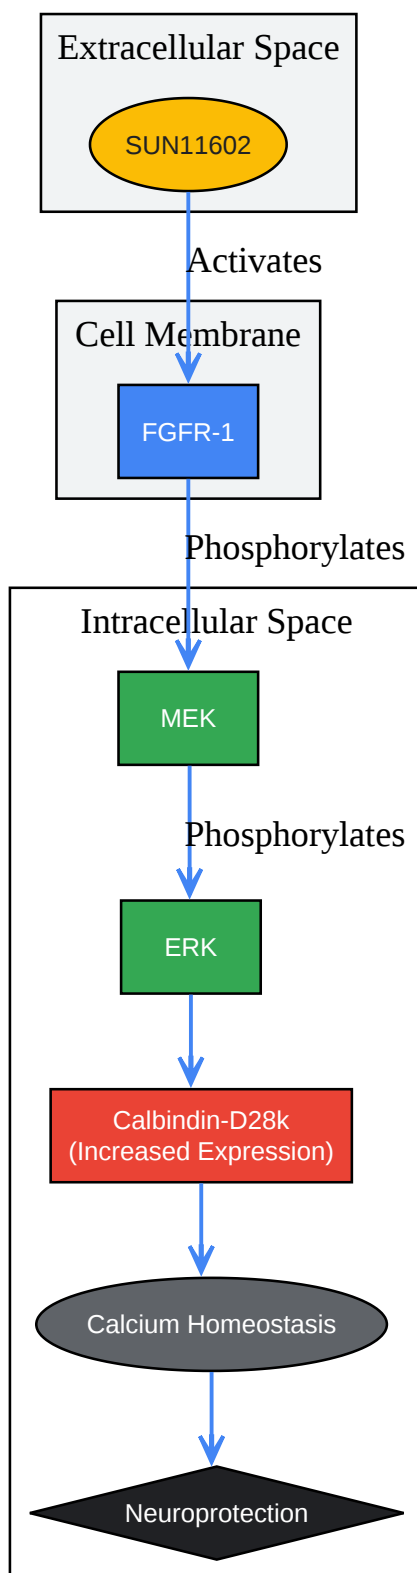 Extracellular Space
SUN11602
Activates
Cell Membrane
FGFR-1
Phosphorylates
Intracellular Space
MEK
Phosphorylates
ERK
Calbindin-D28k
(Increased Expression)
Calcium Homeostasis
Neuroprotection